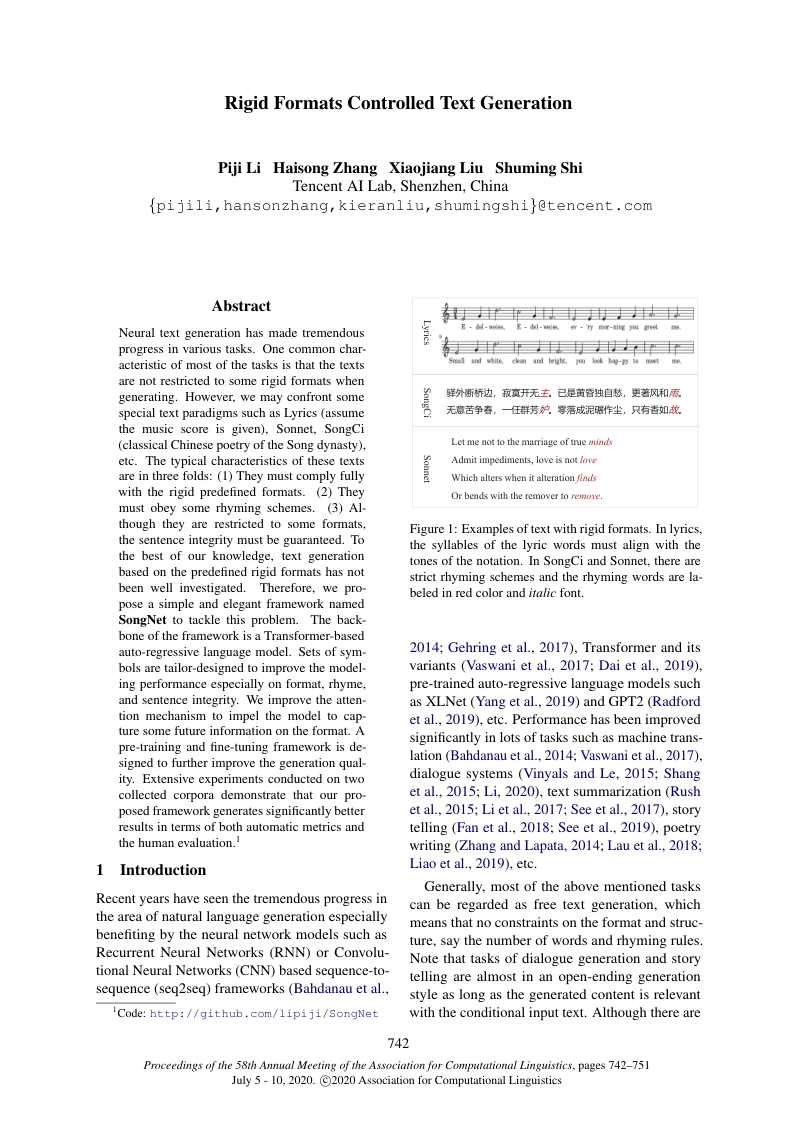 Rigid Formats Controlled Text Generation
Piji Li Haisong Zhang Xiaojiang Liu Shuming Shi
Tencent AI Lab, Shenzhen, China
{pijili,hansonzhang,kieranliu,shumingshi}@tencent.com
Abstract
Neural text generation has made tremendous
progress in various tasks. One common char-
acteristic of most of the tasks is that the texts
are not restricted to some rigid formats when
generating. However, we may confront some
special text paradigms such as Lyrics (assume
the music score is given), Sonnet, SongCi
(classical Chinese poetry of the Song dynasty),
etc. The typical characteristics of these texts
are in three folds: (1) They must comply fully
with the rigid predefined formats. (2) They
must obey some rhyming schemes. (3) Al-
though they are restricted to some formats,
the sentence integrity must be guaranteed. To
the best of our knowledge, text generation
based on the predefined rigid formats has not
been well investigated. Therefore, we pro-
pose a simple and elegant framework named
SongNet to tackle this problem. The back-
bone of the framework is a Transformer-based
auto-regressive language model. Sets of sym-
bols are tailor-designed to improve the model-
ing performance especially on format, rhyme,
and sentence integrity. We improve the atten-
tion mechanism to impel the model to cap-
ture some future information on the format. A
pre-training and fine-tuning framework is de-
signed to further improve the generation qual-
ity. Extensive experiments conducted on two
collected corpora demonstrate that our pro-
posed framework generates significantly better
results in terms of both automatic metrics and
the human evaluation.1
1 Introduction
Recent years have seen the tremendous progress in
the area of natural language generation especially
benefiting by the neural network models such as
Recurrent Neural Networks (RNN) or Convolu-
tional Neural Networks (CNN) based sequence-to-
sequence (seq2seq) frameworks (Bahdanau et al.,
1Code: http://github.com/lipiji/SongNet
Lyrics
E - del - weiss, E - del - weiss, ev - 'ry mor - ning you greet me.
9
Small and white, clean and bright, you look hap - py to meet me.
SongCi
驿外断桥边，寂寞开无主。已是黄昏独自愁，更著风和雨。
无意苦争春，一任群芳妒。零落成泥碾作尘，只有香如故。
Sonnet
Let me not to the marriage of true minds
Admit impediments, love is not love
Which alters when it alteration finds
Or bends with the remover to remove.
Figure 1: Examples of text with rigid formats. In lyrics,
the syllables of the lyric words must align with the
tones of the notation. In SongCi and Sonnet, there are
strict rhyming schemes and the rhyming words are la-
beled in red color and italic font.
2014; Gehring et al., 2017), Transformer and its
variants (Vaswani et al., 2017; Dai et al., 2019),
pre-trained auto-regressive language models such
as XLNet (Yang et al., 2019) and GPT2 (Radford
et al., 2019), etc. Performance has been improved
significantly in lots of tasks such as machine trans-
lation (Bahdanau et al., 2014; Vaswani et al., 2017),
dialogue systems (Vinyals and Le, 2015; Shang
et al., 2015; Li, 2020), text summarization (Rush
et al., 2015; Li et al., 2017; See et al., 2017), story
telling (Fan et al., 2018; See et al., 2019), poetry
writing (Zhang and Lapata, 2014; Lau et al., 2018;
Liao et al., 2019), etc.
Generally, most of the above mentioned tasks
can be regarded as free text generation, which
means that no constraints on the format and struc-
ture, say the number of words and rhyming rules.
Note that tasks of dialogue generation and story
telling are almost in an open-ending generation
style as long as the generated content is relevant
with the conditional input text. Although there are
742
Proceedings of the 58th Annual Meeting of the Association for Computational Linguistics, pages 742–751
July 5 - 10, 2020. ©2020 Association for Computational Linguistics